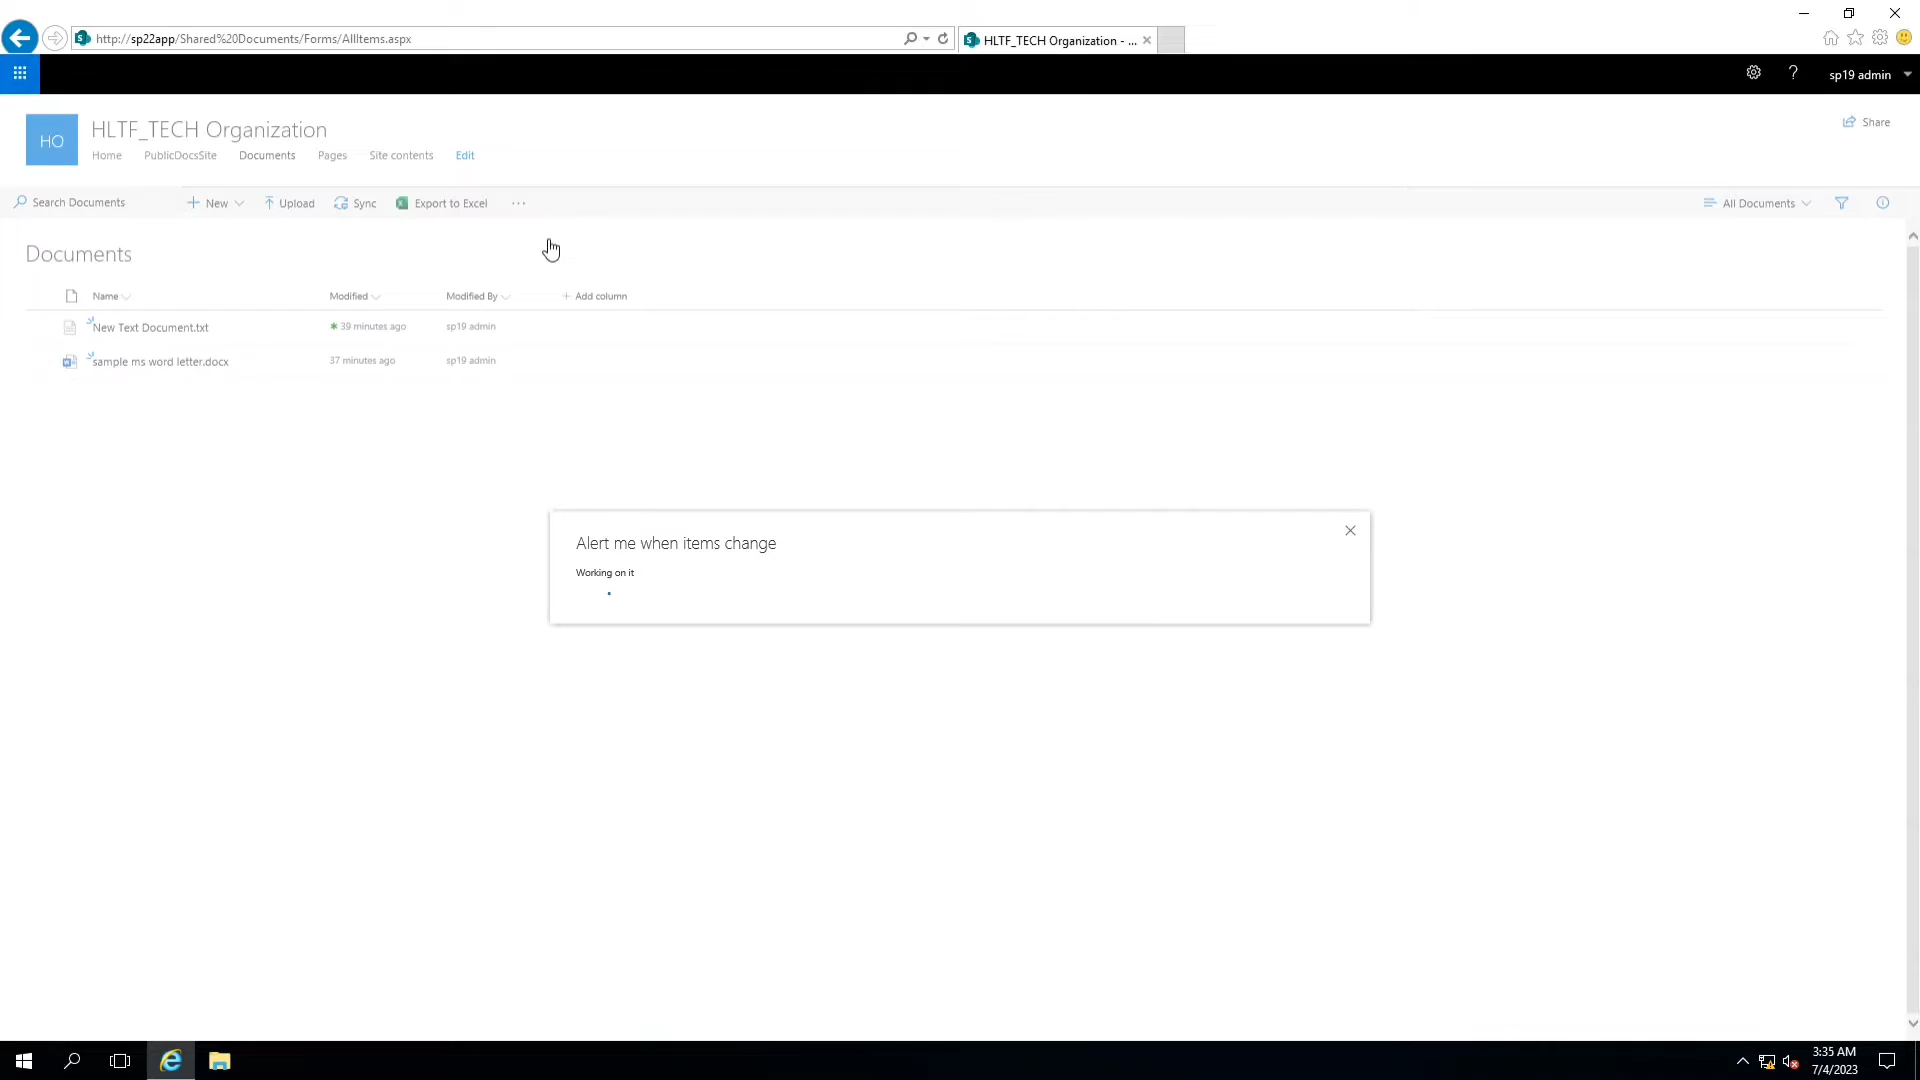 http://sp22app/Shared%20Documents/Forms/AllItems.aspx
HLTF_TECH Organization - ...
sp19 admin
HO
HLTF_TECH Organization
Share
Home
PublicDocsSite
Documents
Pages
Site contents
Edit
Search Documents
New
Upload
Sync
Export to Excel
All Documents
Documents
Name
Modified
Modified By
Add column
New Text Document.txt
39 minutes ago
sp19 admin
sample ms word letter.docx
37 minutes ago
sp19 admin
Alert me when items change
Working on it
3:35 AM
7/4/2023